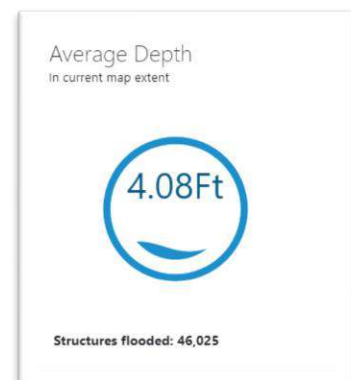 Average Depth
In current map extent
4.08Ft
Structures flooded: 46,025